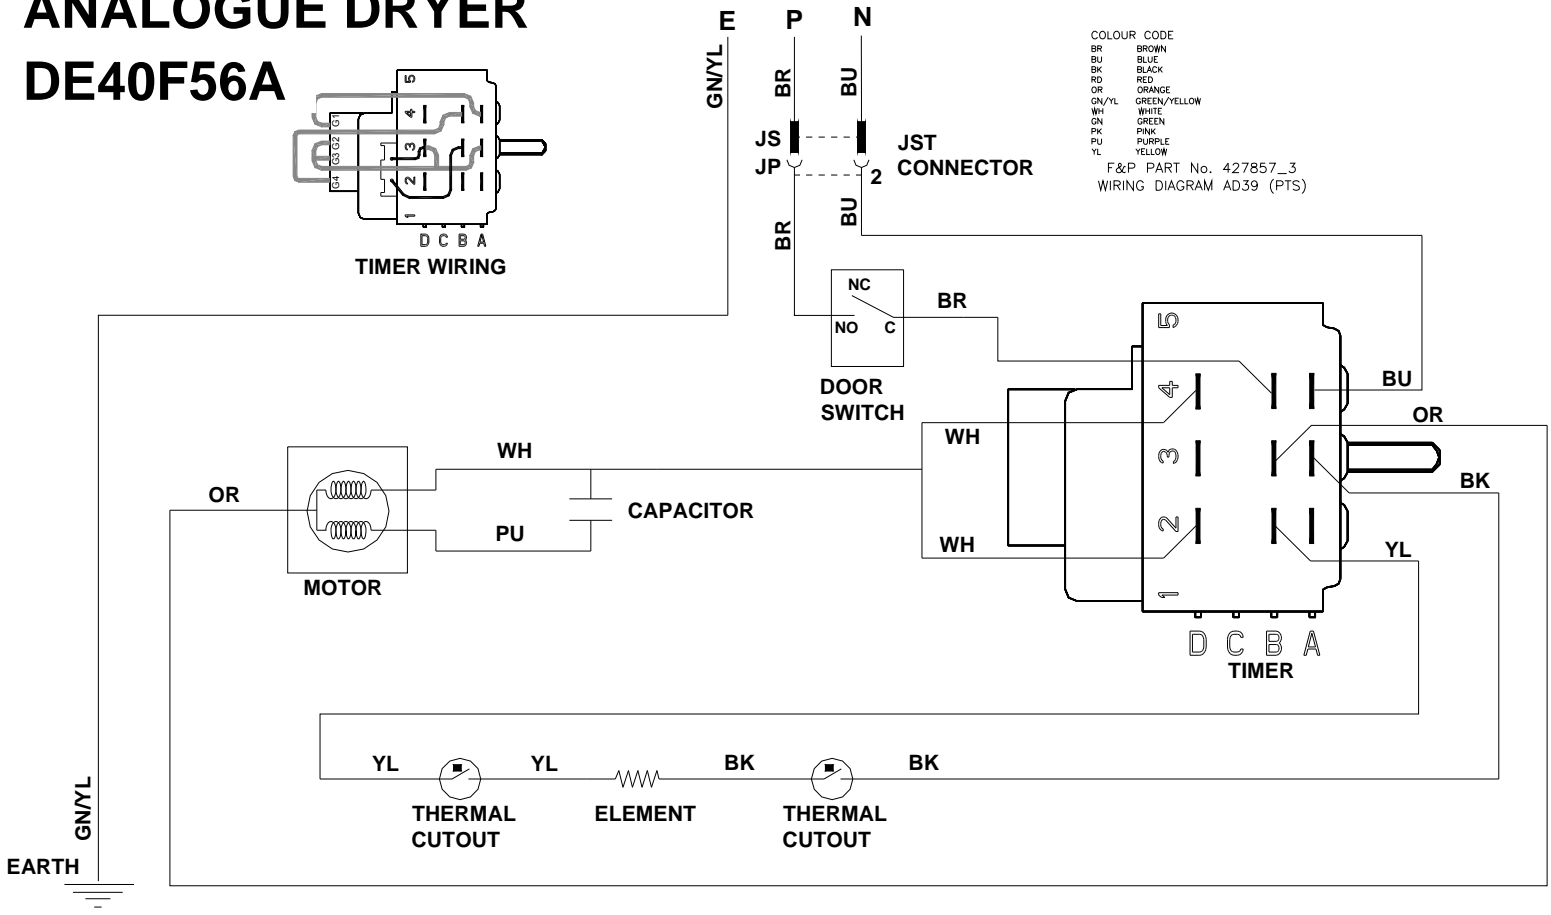 ANALOGUE DRYER
DE40F56A
5
4
3
2
1
G1
G2
G3
G4
D C B A
TIMER WIRING
E P N
GN/YL
BR
BU
JS
JP
2
JST
CONNECTOR
BR
BU
COLOUR CODE
BR BROWN
BU BLUE
BK BLACK
RD RED
OR ORANGE
GN/YL GREEN/YELLOW
WH WHITE
GN GREEN
PK PINK
PU PURPLE
YL YELLOW
F&P PART No. 427857_3
WIRING DIAGRAM AD39 (PTS)
NC
NO C
BR
DOOR
SWITCH
5
4
3
2
1
D C B A
TIMER
BU
OR
BK
YL
WH
WH
WH
OR
PU
CAPACITOR
MOTOR
YL
YL
BK
BK
THERMAL
CUTOUT
ELEMENT
THERMAL
CUTOUT
GN/YL
EARTH